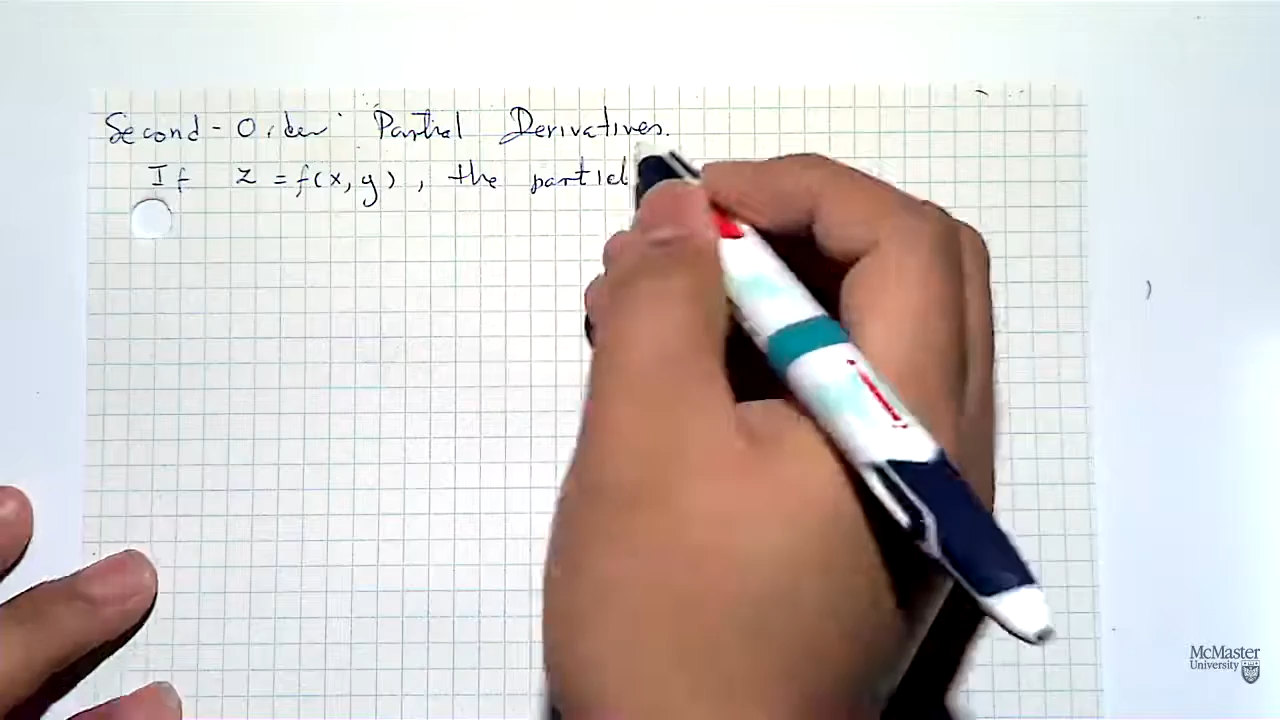 Second-Order Partial Derivatives.
If z = f(x, y), the partial
McMaster
University